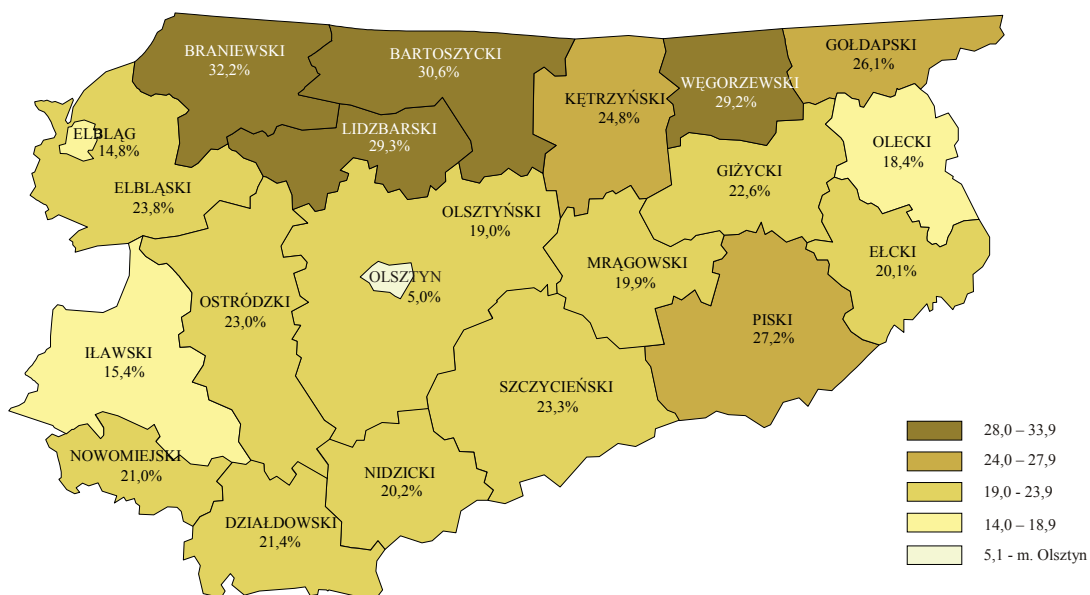 BRANIEWSKI
32,2%
BARTOSZYCKI
30,6%
GOŁDAPSKI
26,1%
WĘGORZEWSKI
29,2%
KĘTRZYŃSKI
24,8%
LIDZBARSKI
29,3%
ELBLĄG
14,8%
OLECKI
18,4%
GIŻYCKI
22,6%
ELBLĄSKI
23,8%
OLSZTYŃSKI
19,0%
EŁCKI
20,1%
MRĄGOWSKI
19,9%
OLSZTYN
5,0%
OSTRÓDZKI
23,0%
PISKI
27,2%
IŁAWSKI
15,4%
SZCZYCIEŃSKI
23,3%
NOWOMIEJSKI
21,0%
NIDZICKI
20,2%
DZIAŁDOWSKI
21,4%
28,0 – 33,9
24,0 – 27,9
19,0 - 23,9
14,0 – 18,9
5,1 - m. Olsztyn